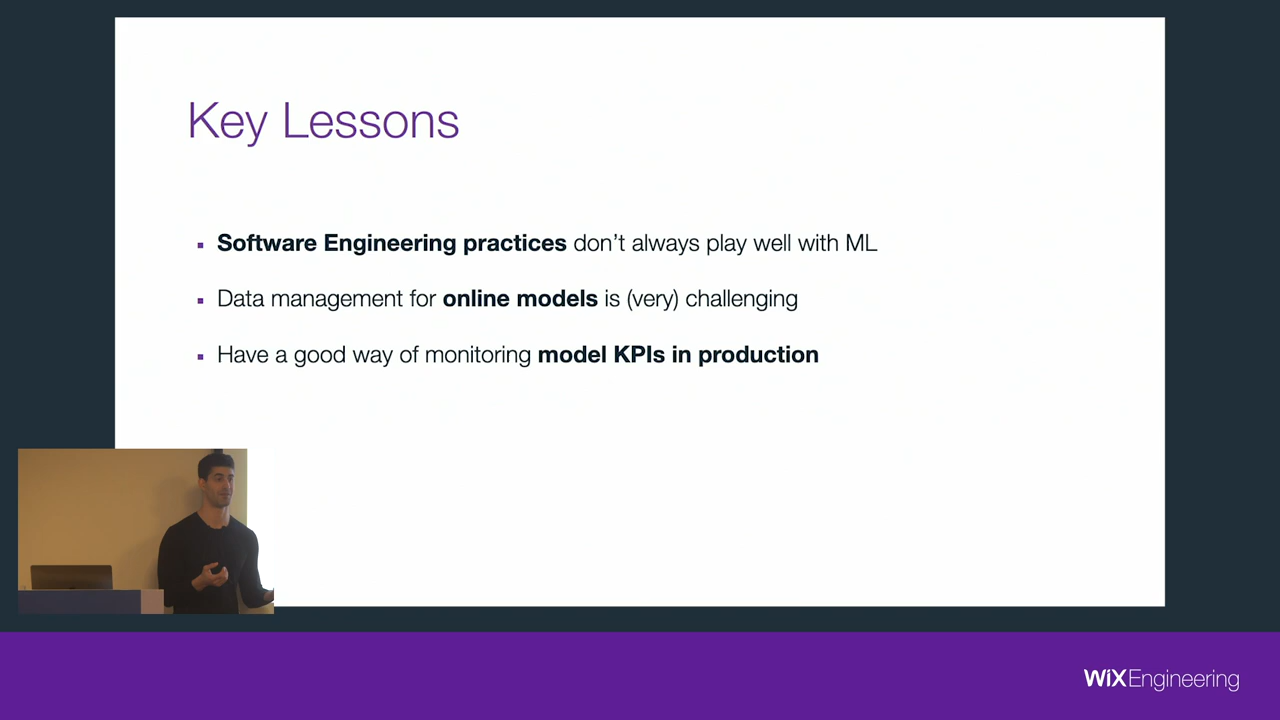 Key Lessons
Software Engineering practices don't always play well with ML
Data management for online models is (very) challenging
Have a good way of monitoring model KPIs in production
WiXEngineering